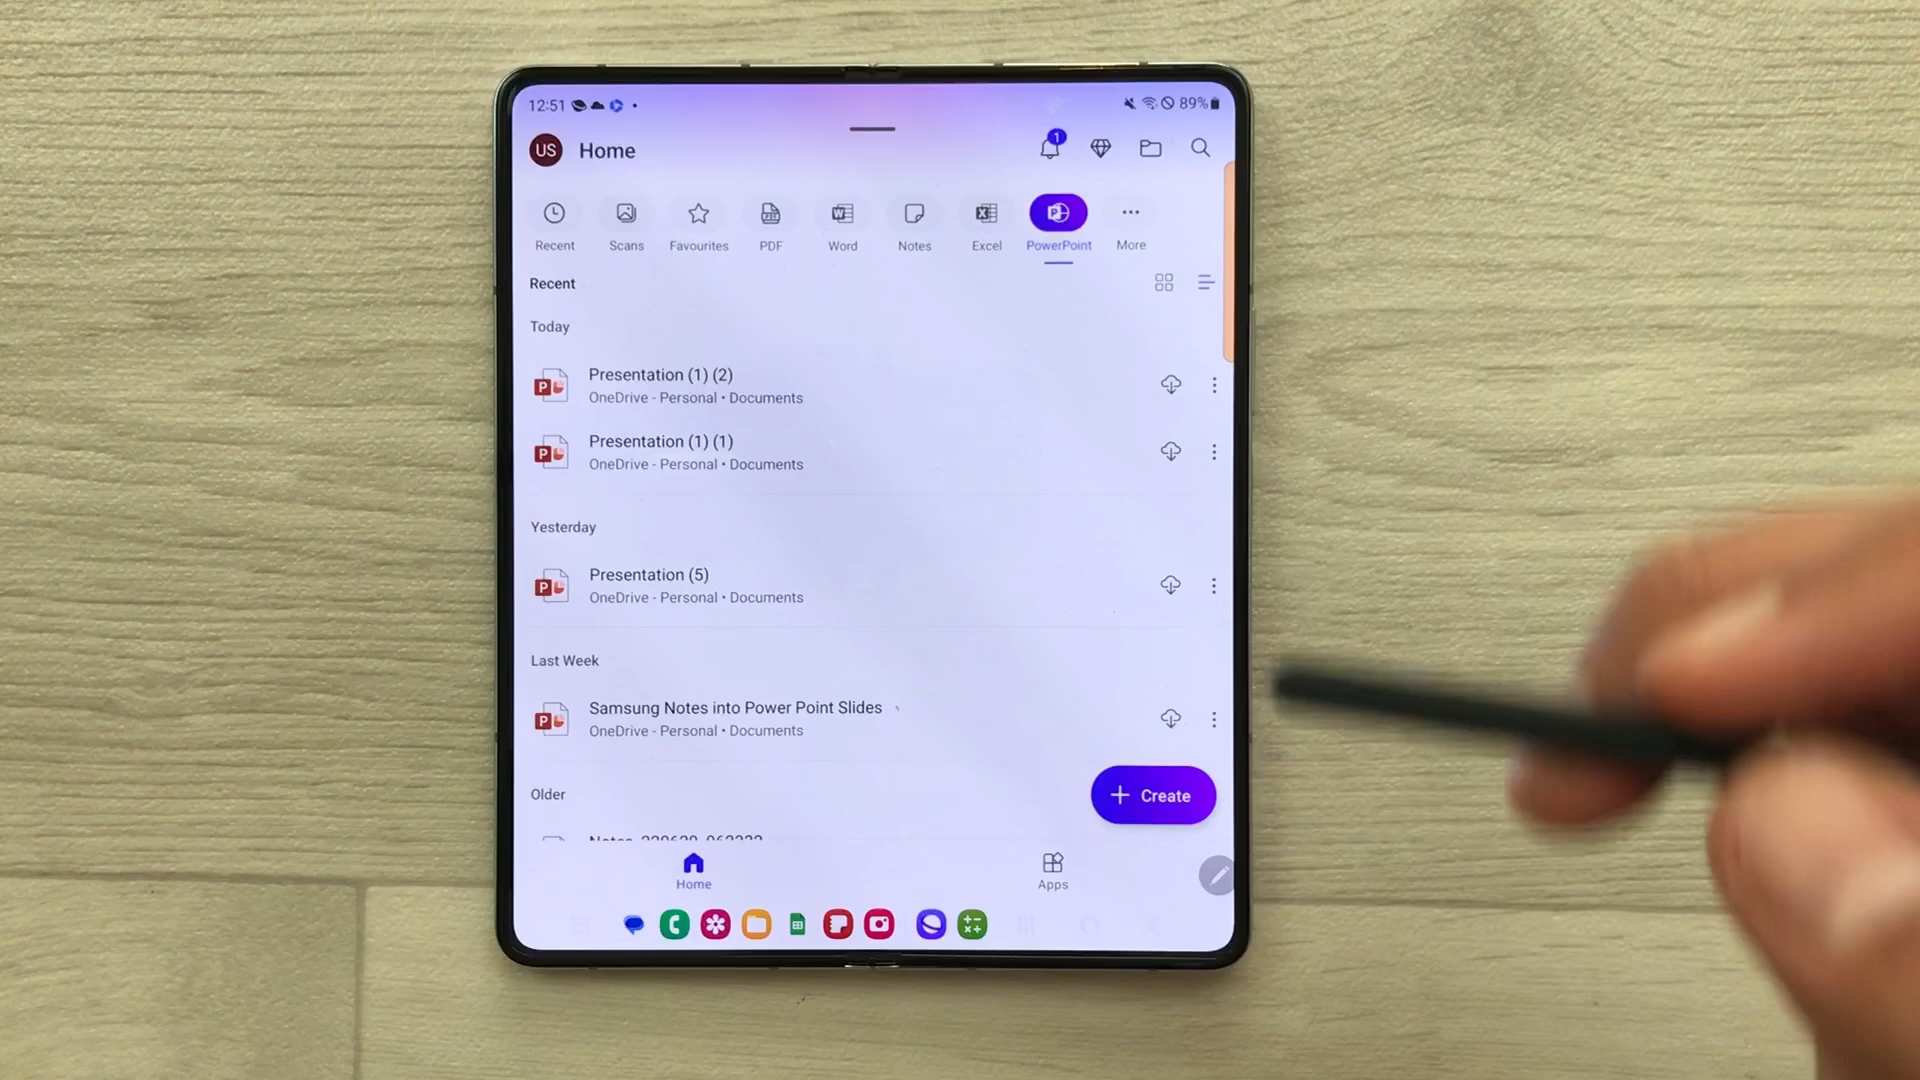 12:51 89%
US Home 1
Recent Scans Favourites PDF Word Notes Excel PowerPoint More
Recent
Today
Presentation (1) (2)
OneDrive - Personal • Documents
Presentation (1) (1)
OneDrive - Personal • Documents
Yesterday
Presentation (5)
OneDrive - Personal • Documents
Last Week
Samsung Notes into Power Point Slides
OneDrive - Personal • Documents
Older
+ Create
Home Apps